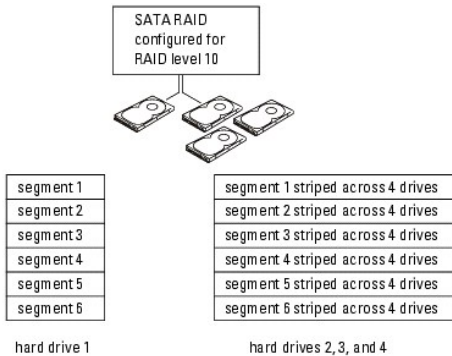 SATA RAID
configured for
RAID level 10
segment 1
segment 2
segment 3
segment 4
segment 5
segment 6
hard drive 1
segment 1 striped across 4 drives
segment 2 striped across 4 drives
segment 3 striped across 4 drives
segment 4 striped across 4 drives
segment 5 striped across 4 drives
segment 6 striped across 4 drives
hard drives 2, 3, and 4